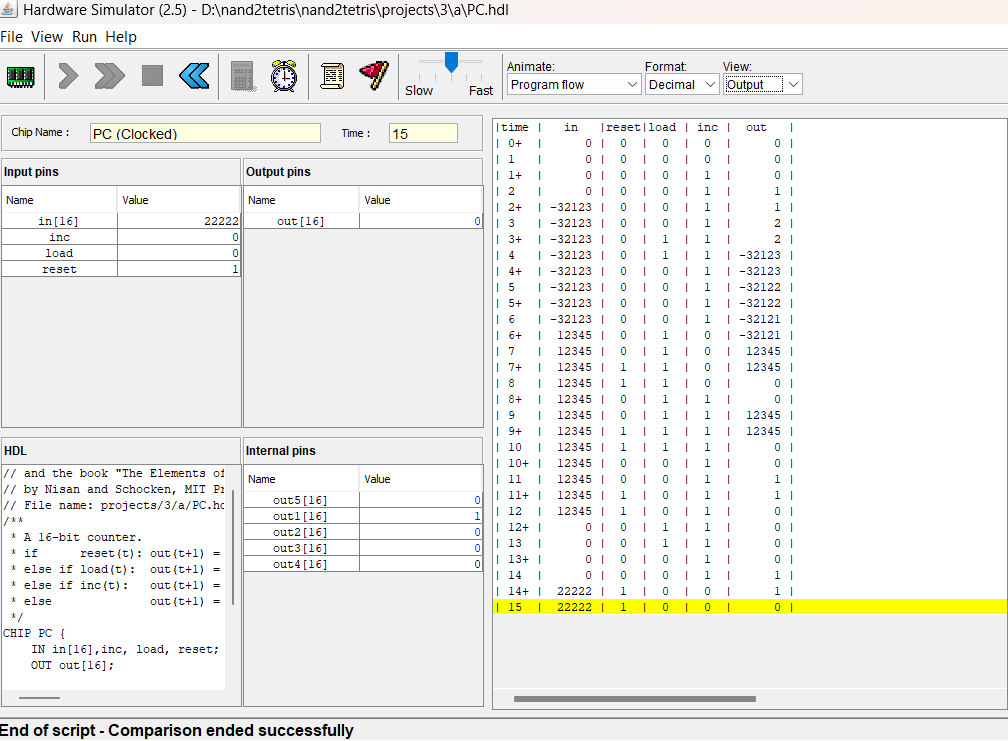 Hardware Simulator (2.5) - D:\nand2tetris\nand2tetris\projects\3\a\PC.hdl
File View Run Help
Slow Fast
Animate: Format: View:
Program flow Decimal Output
Chip Name : PC (Clocked) Time : 15
Input pins
Name Value
in[16] 22222
inc 0
load 0
reset 1
Output pins
Name Value
out[16] 0
HDL
// and the book "The Elements of
// by Nisan and Schocken, MIT Pr
// File name: projects/3/a/PC.hd
/**
* A 16-bit counter.
* if reset(t): out(t+1) =
* else if load(t): out(t+1) =
* else if inc(t): out(t+1) =
* else out(t+1) =
*/
CHIP PC {
IN in[16],inc, load, reset;
OUT out[16];
Internal pins
Name Value
out5[16] 0
out1[16] 1
out2[16] 0
out3[16] 0
out4[16] 0
|time | in |reset|load | inc | out |
| 0+ | 0 | 0 | 0 | 0 | 0 |
| 1 | 0 | 0 | 0 | 0 | 0 |
| 1+ | 0 | 0 | 0 | 1 | 0 |
| 2 | 0 | 0 | 0 | 1 | 1 |
| 2+ | -32123 | 0 | 0 | 1 | 1 |
| 3 | -32123 | 0 | 0 | 1 | 2 |
| 3+ | -32123 | 0 | 1 | 1 | 2 |
| 4 | -32123 | 0 | 1 | 1 | -32123 |
| 4+ | -32123 | 0 | 0 | 1 | -32123 |
| 5 | -32123 | 0 | 0 | 1 | -32122 |
| 5+ | -32123 | 0 | 0 | 1 | -32122 |
| 6 | -32123 | 0 | 0 | 1 | -32121 |
| 6+ | 12345 | 0 | 1 | 0 | -32121 |
| 7 | 12345 | 0 | 1 | 0 | 12345 |
| 7+ | 12345 | 1 | 1 | 0 | 12345 |
| 8 | 12345 | 1 | 1 | 0 | 0 |
| 8+ | 12345 | 0 | 1 | 1 | 0 |
| 9 | 12345 | 0 | 1 | 1 | 12345 |
| 9+ | 12345 | 1 | 1 | 1 | 12345 |
| 10 | 12345 | 1 | 1 | 1 | 0 |
| 10+ | 12345 | 0 | 0 | 1 | 0 |
| 11 | 12345 | 0 | 0 | 1 | 1 |
| 11+ | 12345 | 1 | 0 | 1 | 1 |
| 12 | 12345 | 1 | 0 | 1 | 0 |
| 12+ | 0 | 0 | 1 | 1 | 0 |
| 13 | 0 | 0 | 1 | 1 | 0 |
| 13+ | 0 | 0 | 0 | 1 | 0 |
| 14 | 0 | 0 | 0 | 1 | 1 |
| 14+ | 22222 | 1 | 0 | 0 | 1 |
| 15 | 22222 | 1 | 0 | 0 | 0 |
End of script - Comparison ended successfully